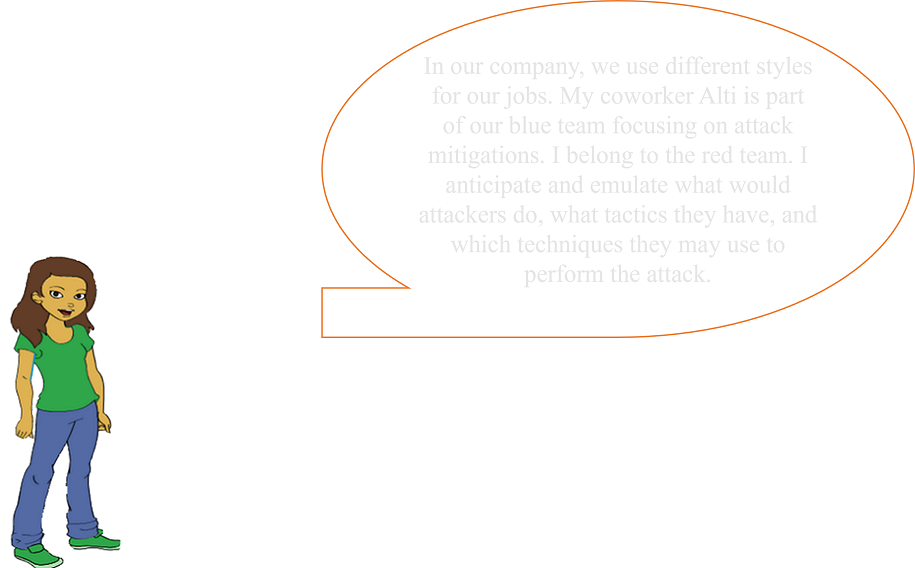 In our company, we use different styles
for our jobs. My coworker Alti is part
of our blue team focusing on attack
mitigations. I belong to the red team. I
anticipate and emulate what would
attackers do, what tactics they have, and
which techniques they may use to
perform the attack.